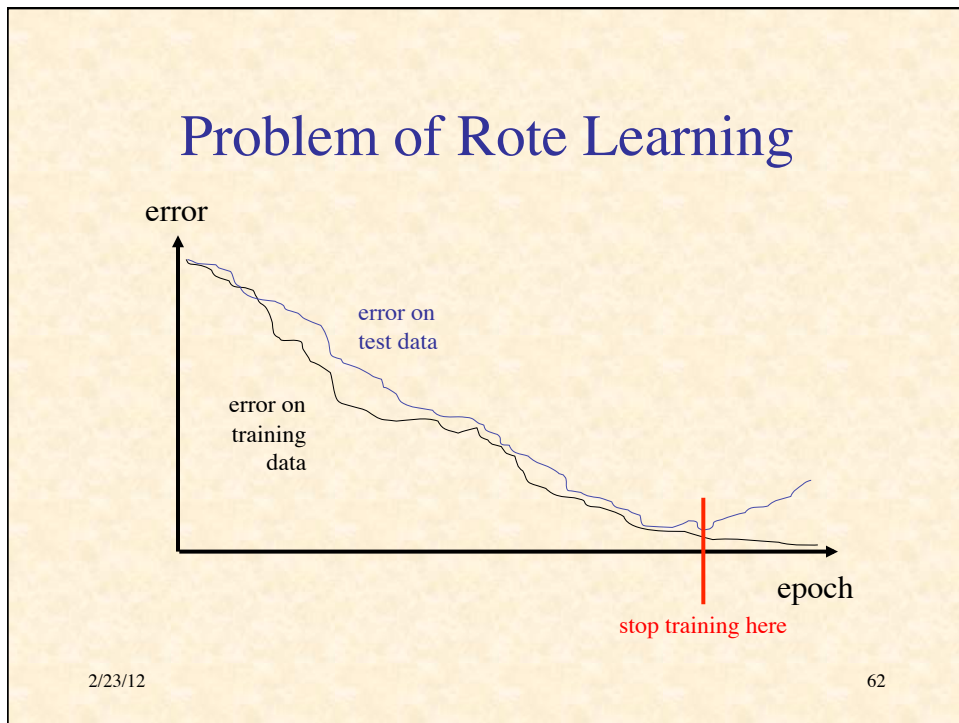 Problem of Rote Learning
error
error on
test data
error on
training
data
epoch
stop training here
2/23/12
62